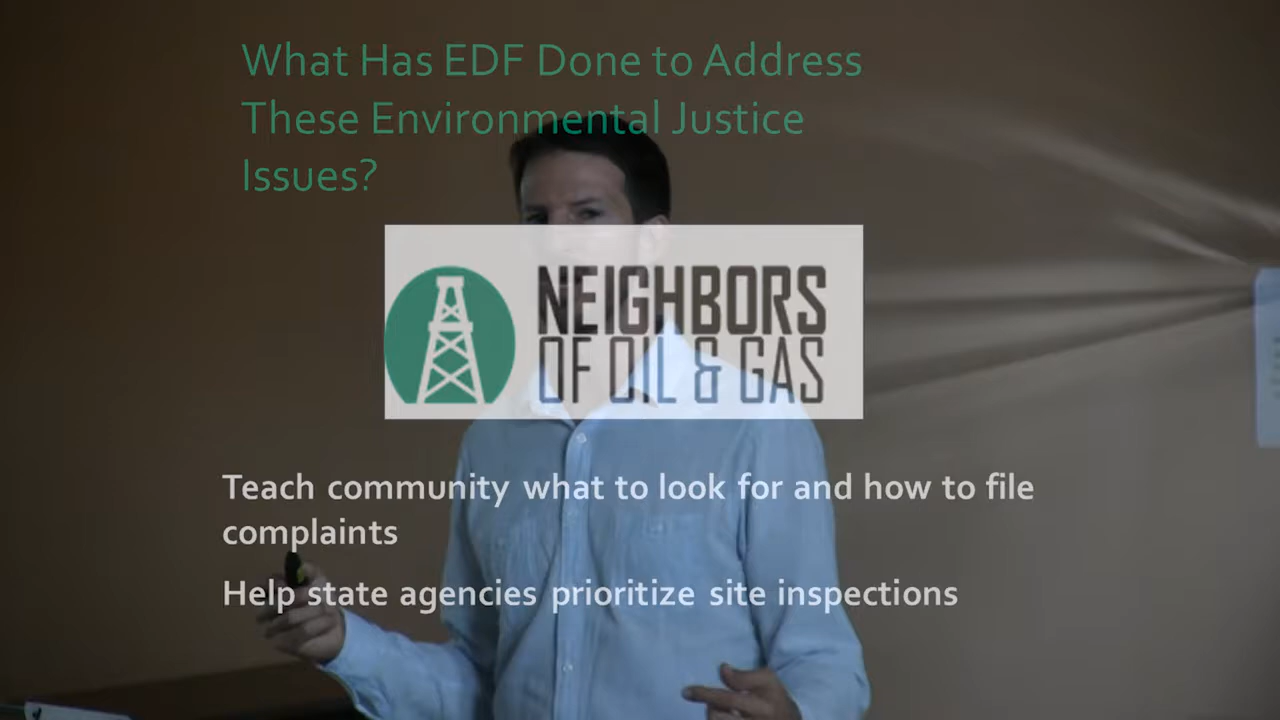 What Has EDF Done to Address
These Environmental Justice
Issues?
NEIGHBORS
OF OIL & GAS
Teach community what to look for and how to file
complaints
Help state agencies prioritize site inspections